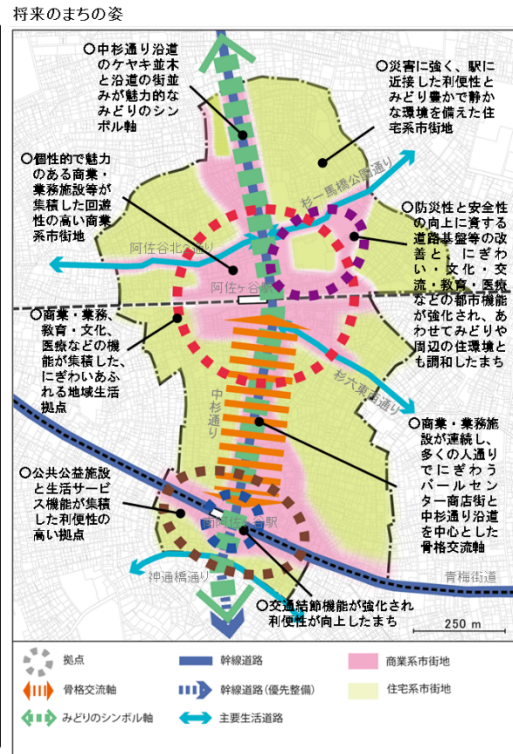 将来のまちの姿
〇中杉通り沿道
のケヤキ並木
と沿道の街並
みが魅力的な
みどりのシン
ボル軸
〇災害に強く、駅に
近接した利便性と
みどり豊かで静か
な環境を備えた住
宅系市街地
〇個性的で魅力
のある商業・
業務施設等が
集積した回遊
性の高い商業
系市街地
杉一馬橋公園通り
〇防災性と安全性
の向上に資する
道路基盤等の改
善と、にぎわ
い・文化・交
流・教育・医療
などの都市機能
が強化され、あ
わせてみどりや
周辺の住環境と
も調和したまち
〇商業・業務、
教育・文化、
医療などの機
能が集積した、
にぎわいあふ
れる地域生活
拠点
中杉通り
〇商業・業務施
設が連続し、
多くの人通り
でにぎわう
パールセン
ター商店街と
中杉通り沿道
を中心とした
骨格交流軸
〇公共公益施設
と生活サービ
ス機能が集積
した利便性の
高い拠点
南阿佐ケ谷駅
神通橋通り
青梅街道
〇交通結節機能が強化され
利便性が向上したまち
250 m
拠点
幹線道路
商業系市街地
骨格交流軸
幹線道路(優先整備)
住宅系市街地
みどりのシンボル軸
主要生活道路